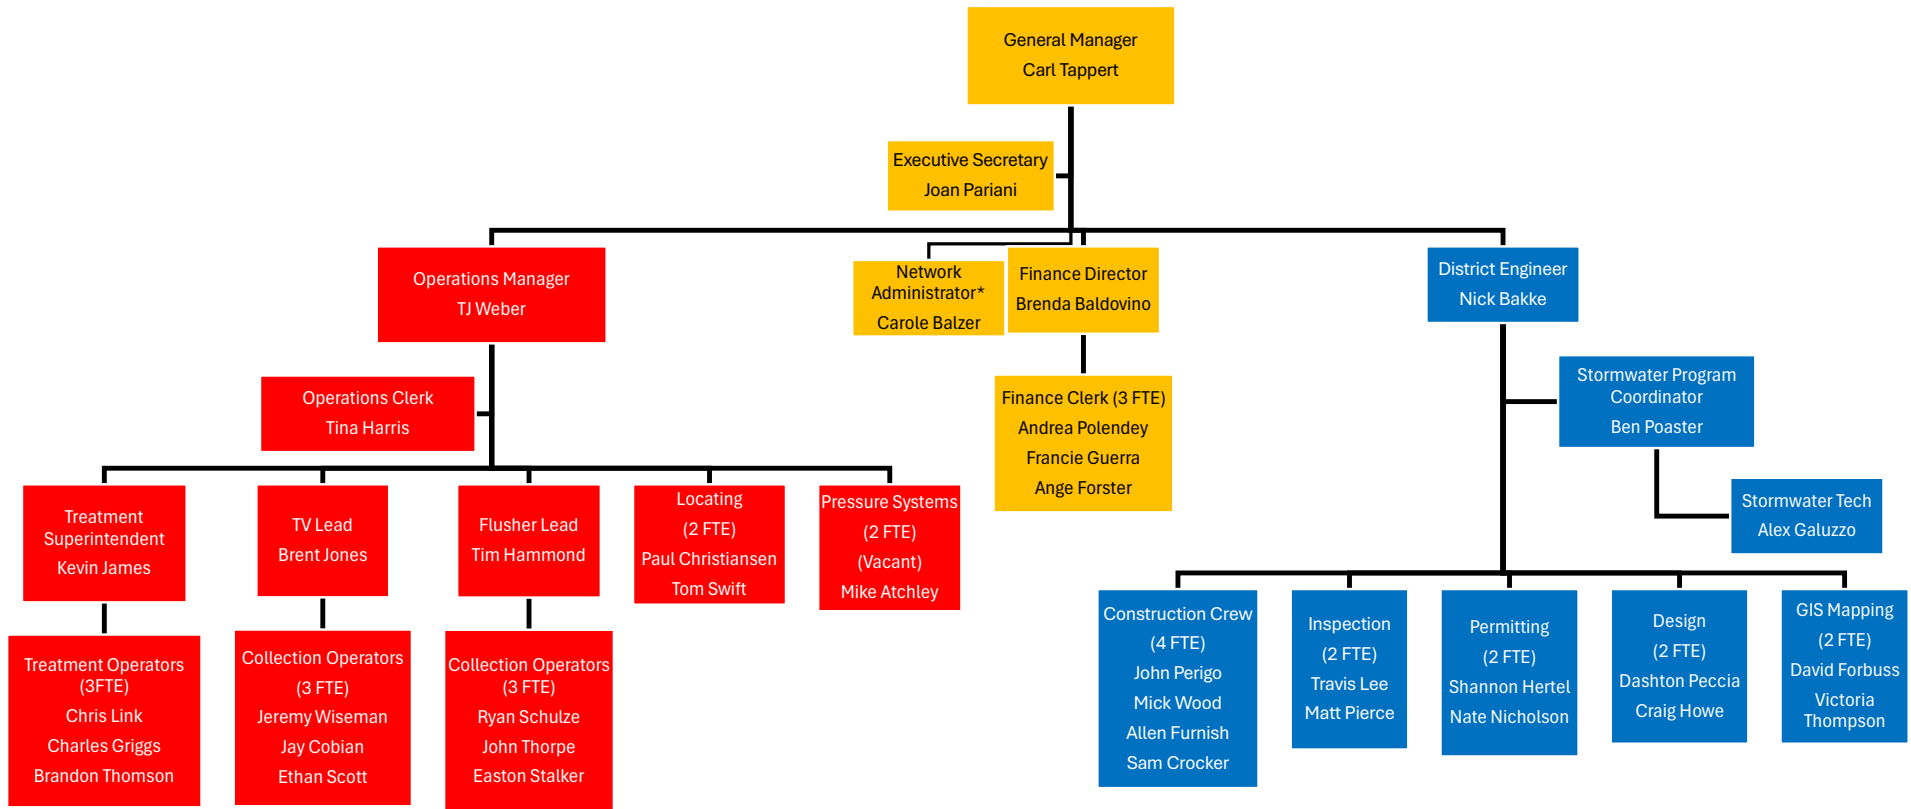 General Manager
Carl Tappert
Executive Secretary
Joan Pariani
Operations Manager
TJ Weber
Network
Administrator*
Carole Balzer
Finance Director
Brenda Baldovino
District Engineer
Nick Bakke
Operations Clerk
Tina Harris
Finance Clerk (3 FTE)
Andrea Polendey
Francie Guerra
Ange Forster
Stormwater Program
Coordinator
Ben Poaster
Stormwater Tech
Alex Galuzzo
Treatment
Superintendent
Kevin James
TV Lead
Brent Jones
Flusher Lead
Tim Hammond
Locating
(2 FTE)
Paul Christiansen
Tom Swift
Pressure Systems
(2 FTE)
(Vacant)
Mike Atchley
Treatment Operators
(3FTE)
Chris Link
Charles Griggs
Brandon Thomson
Collection Operators
(3 FTE)
Jeremy Wiseman
Jay Cobian
Ethan Scott
Collection Operators
(3 FTE)
Ryan Schulze
John Thorpe
Easton Stalker
Construction Crew
(4 FTE)
John Perigo
Mick Wood
Allen Furnish
Sam Crocker
Inspection
(2 FTE)
Travis Lee
Matt Pierce
Permitting
(2 FTE)
Shannon Hertel
Nate Nicholson
Design
(2 FTE)
Dashton Peccia
Craig Howe
GIS Mapping
(2 FTE)
David Forbuss
Victoria
Thompson